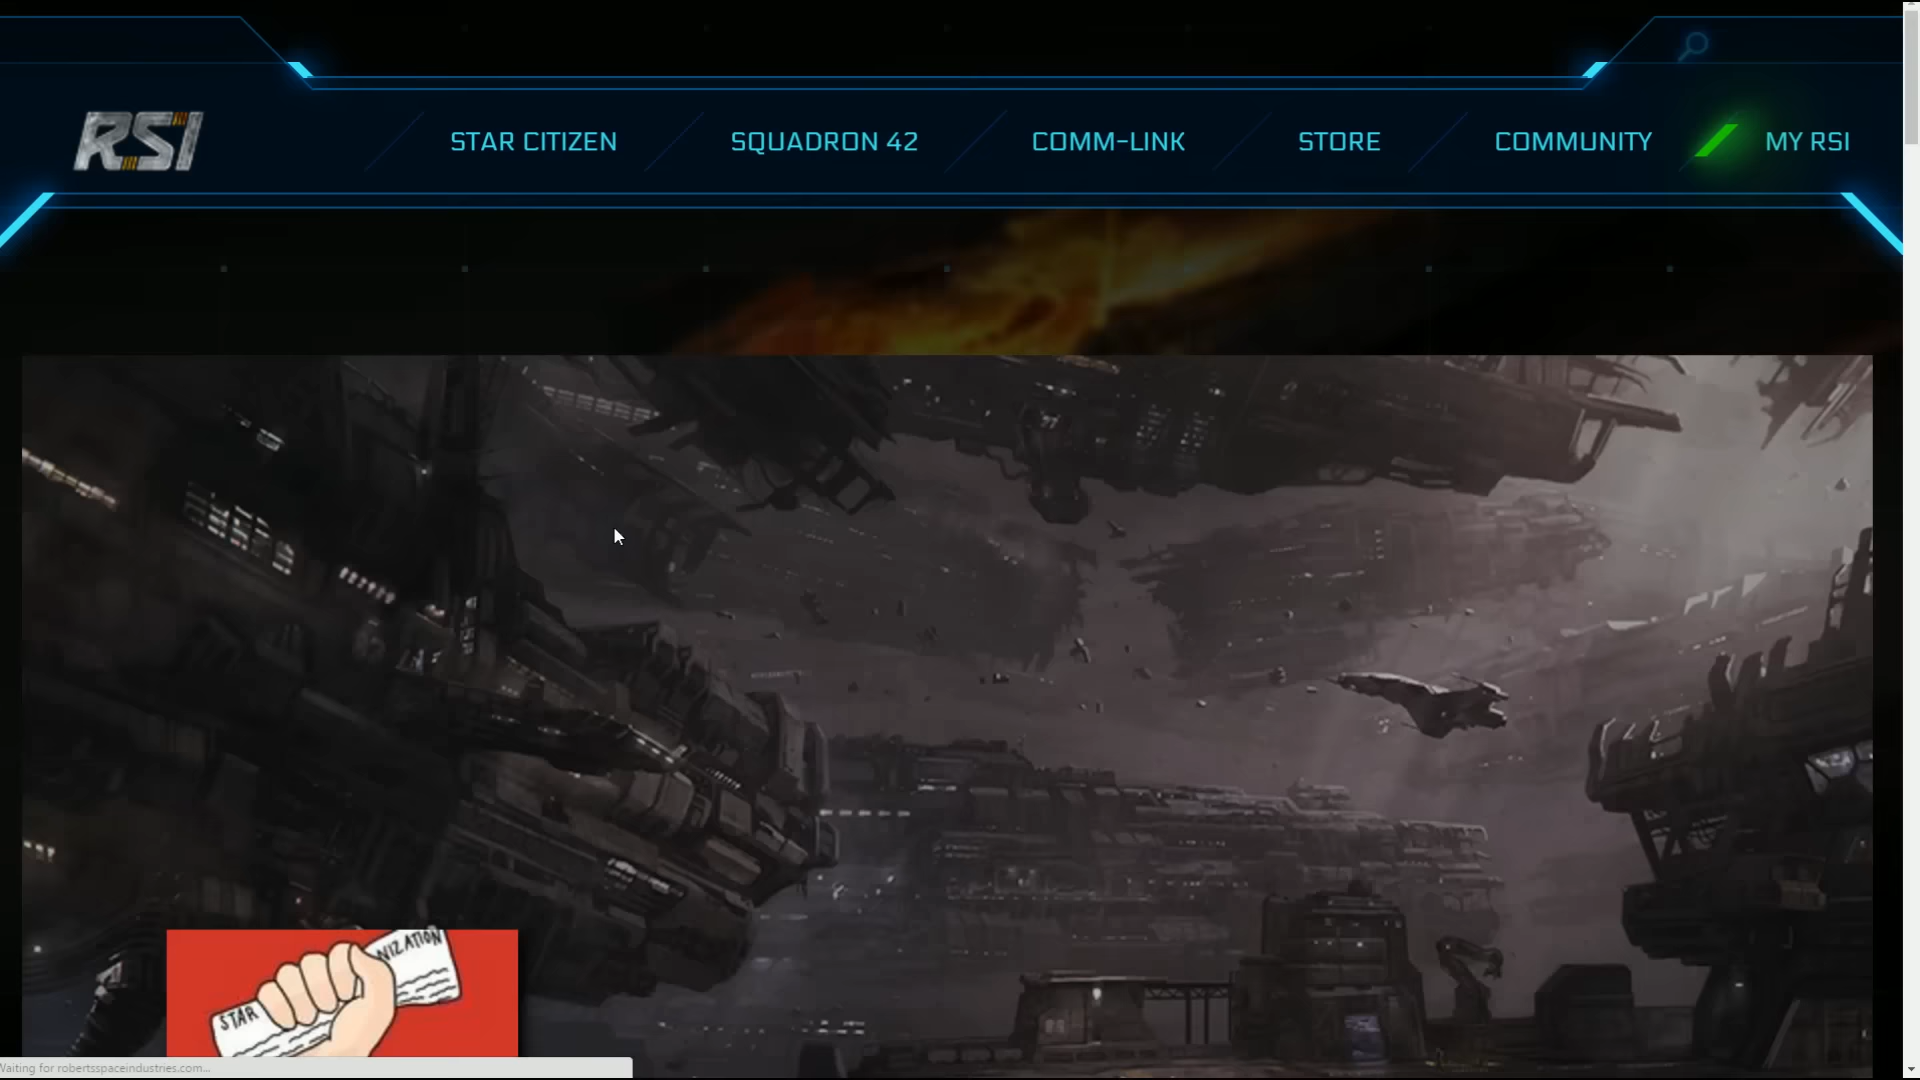 RSI
STAR CITIZEN
SQUADRON 42
COMM-LINK
STORE
COMMUNITY
MY RSI
NIZATION
STAR
Waiting for robertsspaceindustries.com...